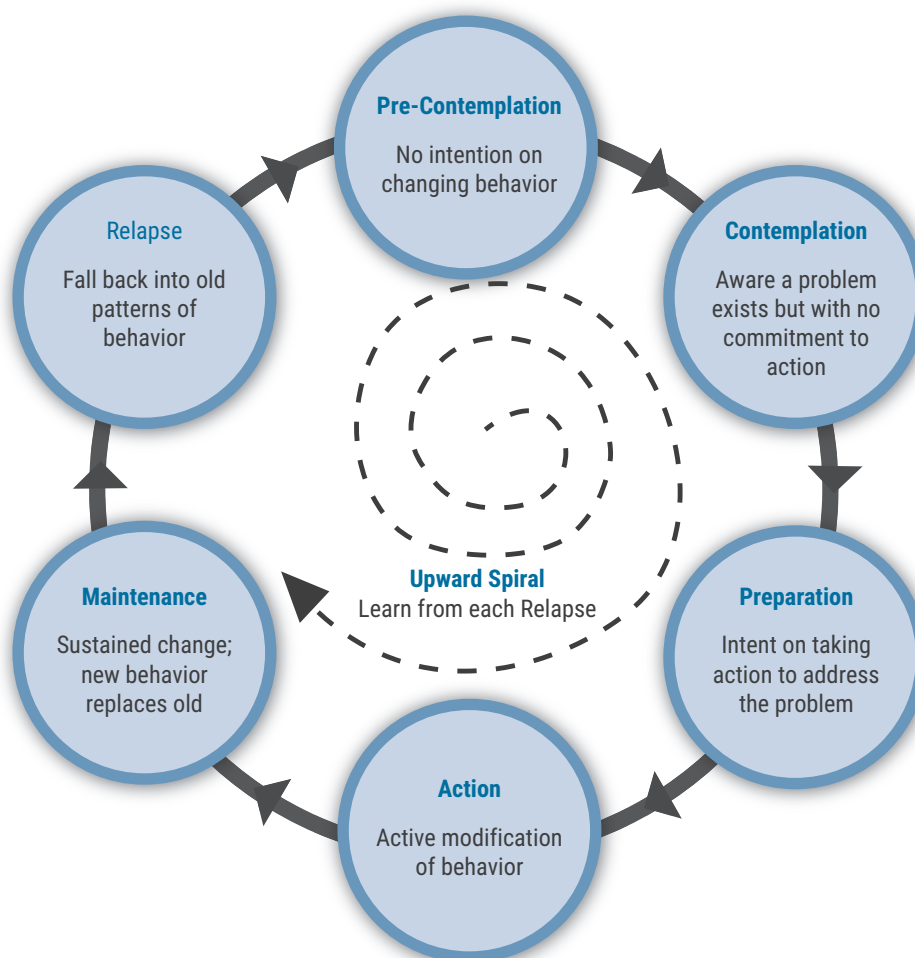 Pre-Contemplation
No intention on
changing behavior
Contemplation
Aware a problem
exists but with no
commitment to
action
Preparation
Intent on taking
action to address
the problem
Action
Active modification
of behavior
Maintenance
Sustained change;
new behavior
replaces old
Relapse
Fall back into old
patterns of
behavior
Upward Spiral
Learn from each Relapse